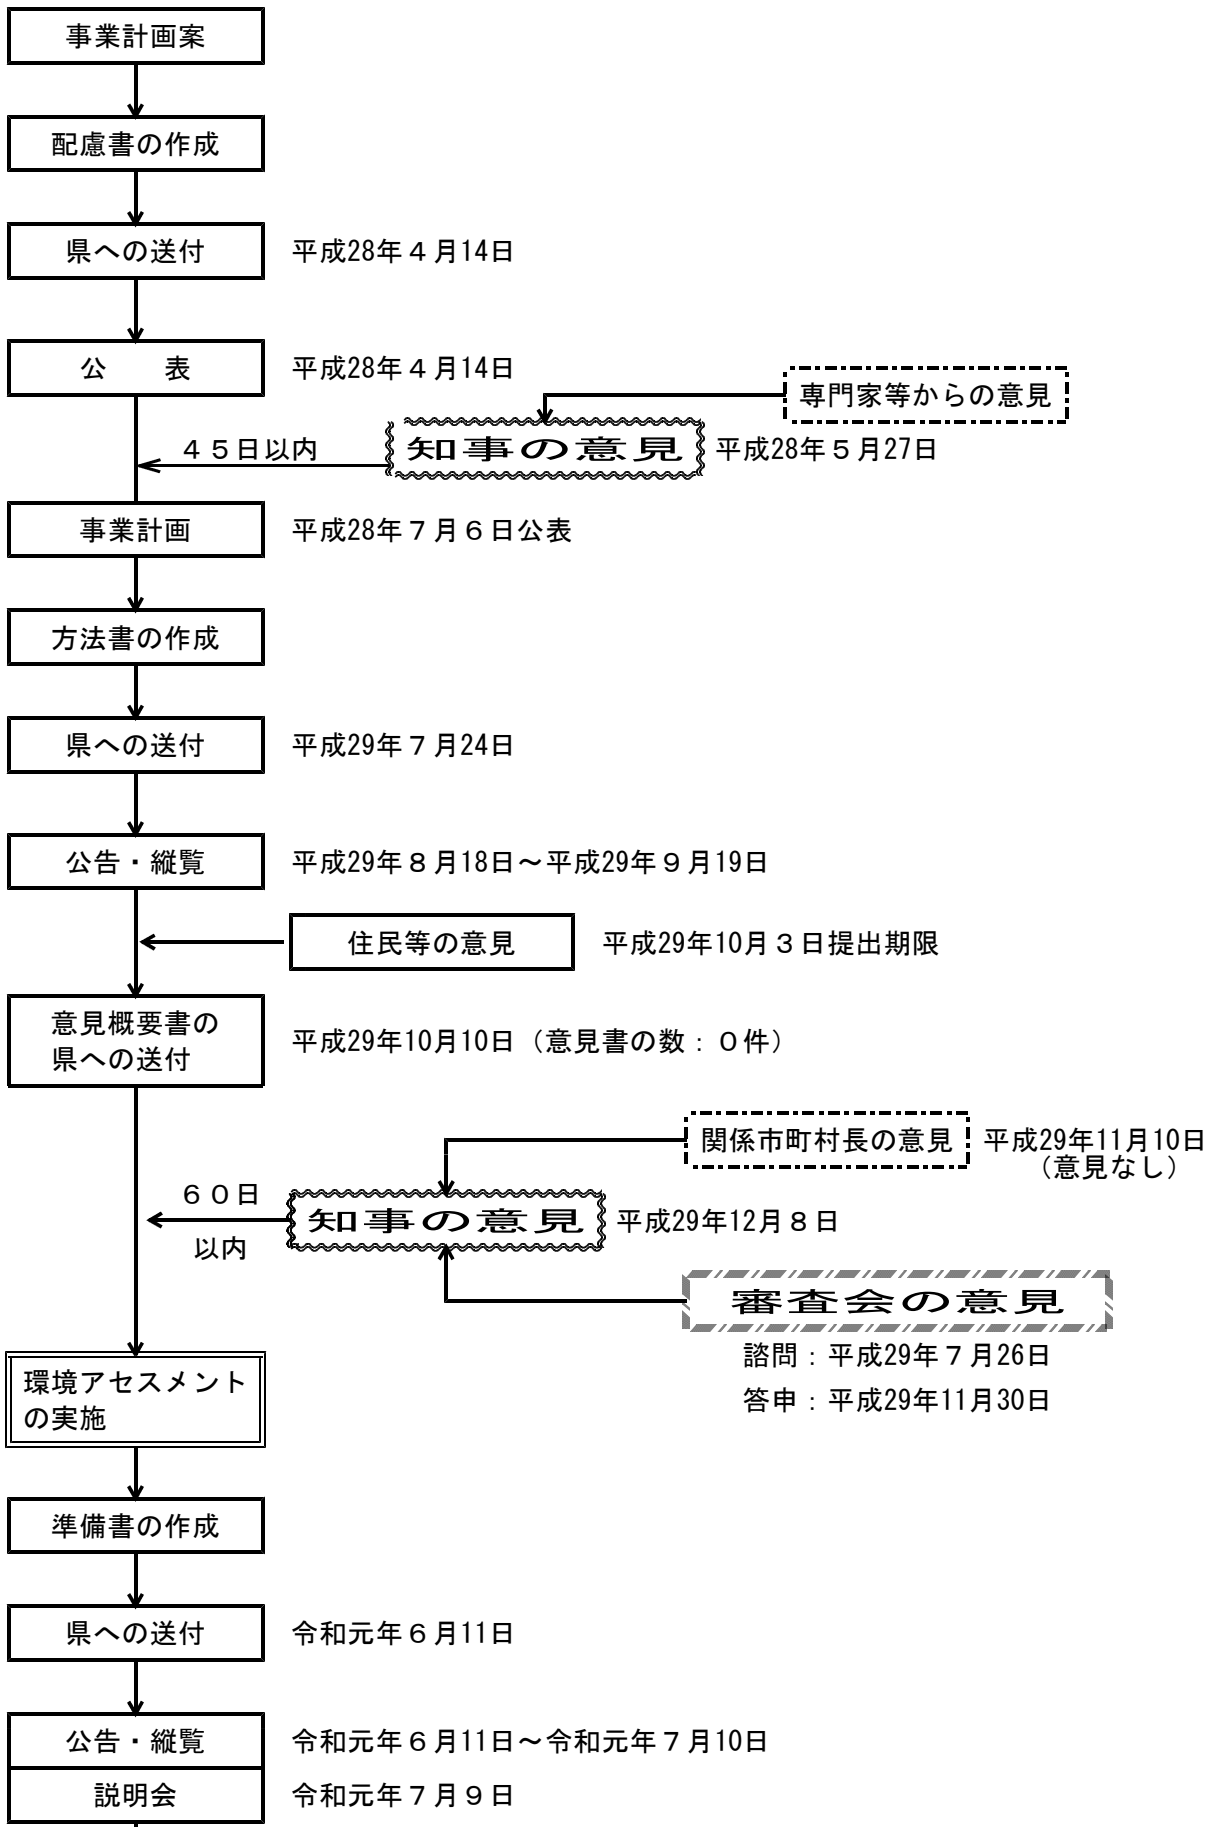 事業計画案
配慮書の作成
県への送付 平成28年４月14日
公　　表 平成28年４月14日
専門家等からの意見
４５日以内 知事の意見 平成28年５月27日
事業計画 平成28年７月６日公表
方法書の作成
県への送付 平成29年７月24日
公告・縦覧 平成29年８月18日～平成29年９月19日
住民等の意見 平成29年10月３日提出期限
意見概要書の
県への送付
平成29年10月10日（意見書の数：０件）
関係市町村長の意見 平成29年11月10日
（意見なし）
６０日
以内
知事の意見 平成29年12月８日
審査会の意見
諮問：平成29年７月26日
答申：平成29年11月30日
環境アセスメント
の実施
準備書の作成
県への送付 令和元年６月11日
公告・縦覧 令和元年６月11日～令和元年７月10日
説明会 令和元年７月９日